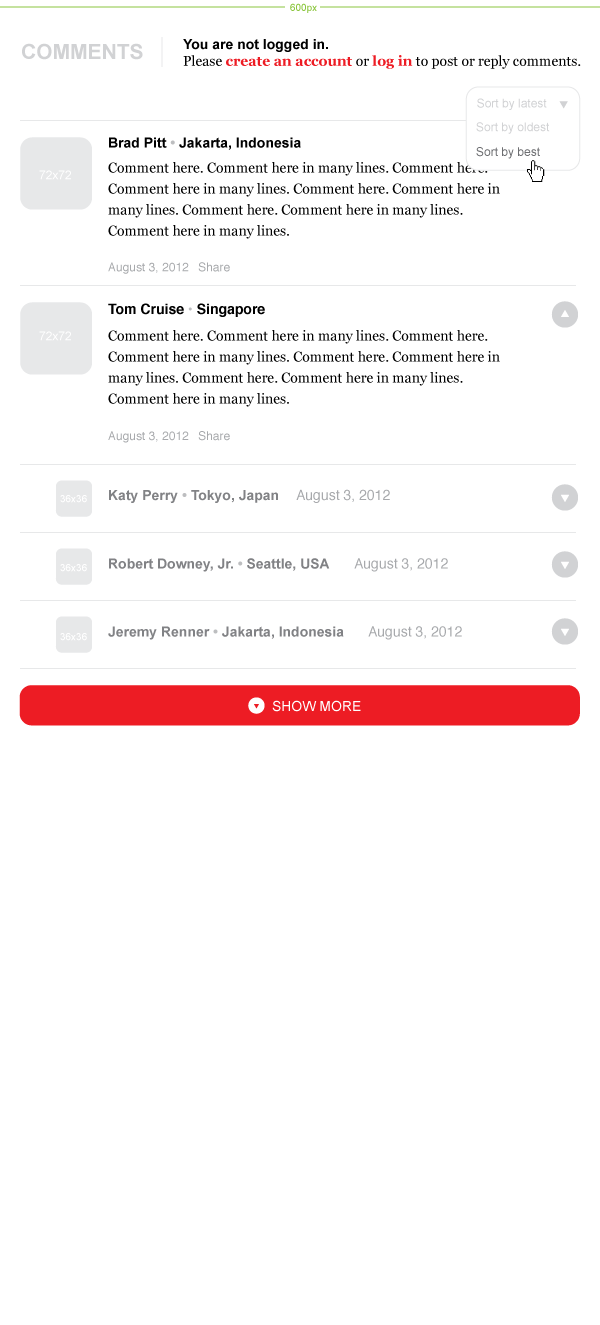 600px
COMMENTS
You are not logged in.
Please create an account or log in to post or reply comments.
Sort by latest ▼
Sort by oldest
Sort by best
72x72
Brad Pitt • Jakarta, Indonesia
Comment here. Comment here in many lines. Comment here.
Comment here in many lines. Comment here. Comment here in
many lines. Comment here. Comment here in many lines.
Comment here in many lines.
August 3, 2012 Share
72x72
Tom Cruise • Singapore
Comment here. Comment here in many lines. Comment here.
Comment here in many lines. Comment here. Comment here in
many lines. Comment here. Comment here in many lines.
Comment here in many lines.
August 3, 2012 Share
36x36
Katy Perry • Tokyo, Japan August 3, 2012
36x36
Robert Downey, Jr. • Seattle, USA August 3, 2012
36x36
Jeremy Renner • Jakarta, Indonesia August 3, 2012
SHOW MORE